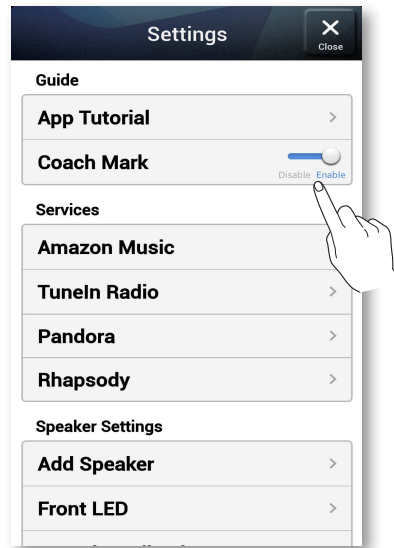 Settings
Close
Guide
App Tutorial
Coach Mark
Disable Enable
Services
Amazon Music
TuneIn Radio
Pandora
Rhapsody
Speaker Settings
Add Speaker
Front LED